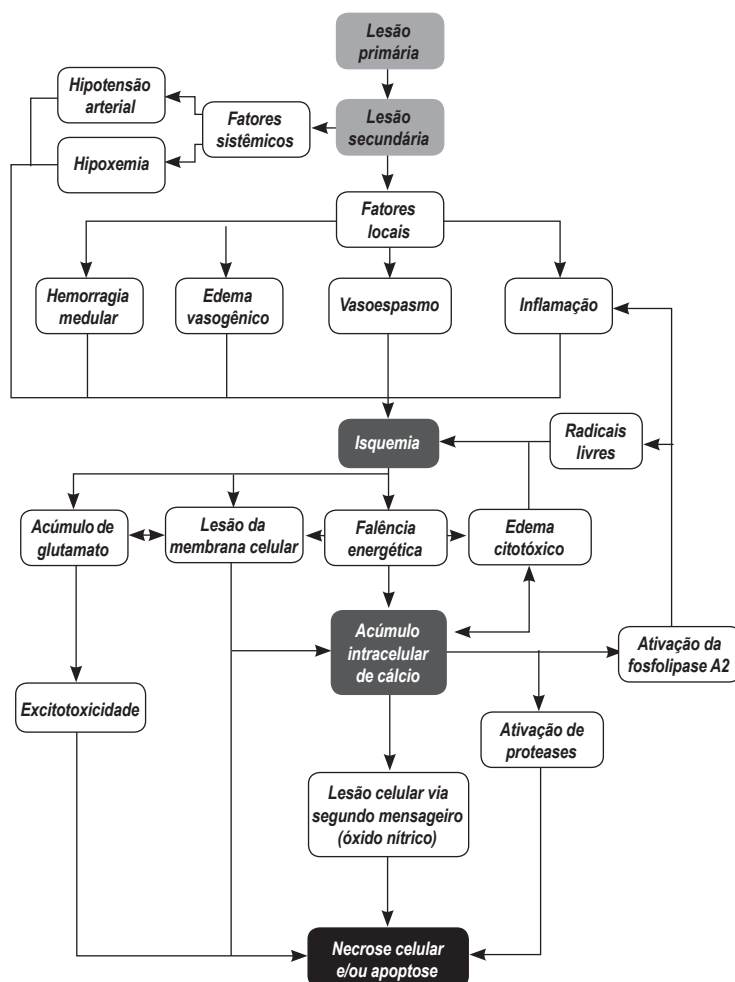 Lesão
primária
Hipotensão
arterial
Fatores
sistêmicos
Lesão
secundária
Hipoxemia
Fatores
locais
Hemorragia
medular
Edema
vasogênico
Vasoespasmo
Inflamação
Isquemia
Radicais
livres
Acúmulo de
glutamato
Lesão da
membrana celular
Falência
energética
Edema
citotóxico
Acúmulo
intracelular
de cálcio
Ativação da
fosfolipase A2
Excitotoxicidade
Ativação de
proteases
Lesão celular via
segundo mensageiro
(óxido nítrico)
Necrose celular
e/ou apoptose